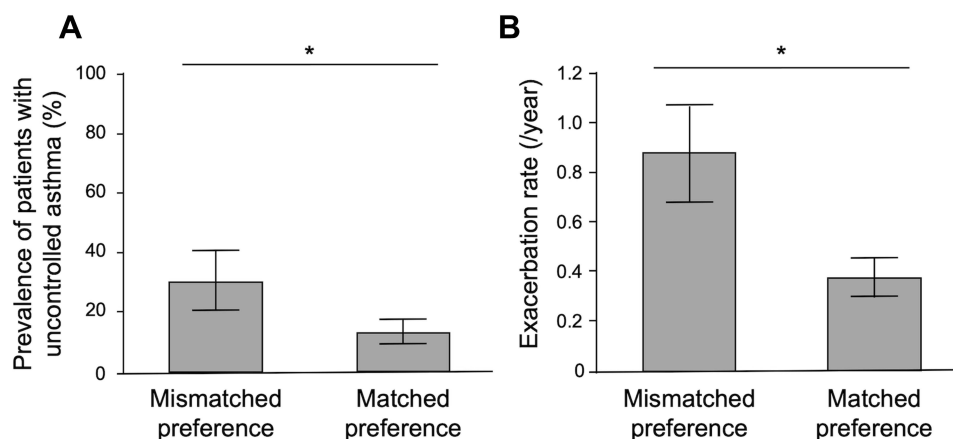 A
*
Prevalence of patients with
uncontrolled asthma (%)
100
80
60
40
20
0
Mismatched
preference
Matched
preference
B
*
Exacerbation rate (/year)
1.2
1.0
0.8
0.6
0.4
0.2
0
Mismatched
preference
Matched
preference